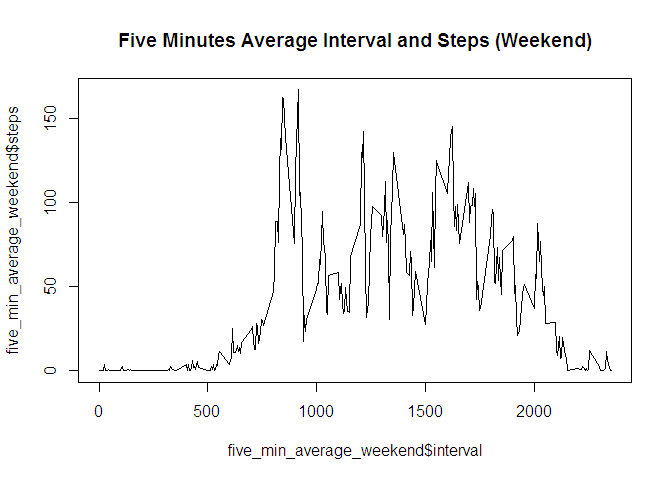 Five Minutes Average Interval and Steps (Weekend)
five_min_average_weekend$steps
150
100
50
0
0 500 1000 1500 2000
five_min_average_weekend$interval